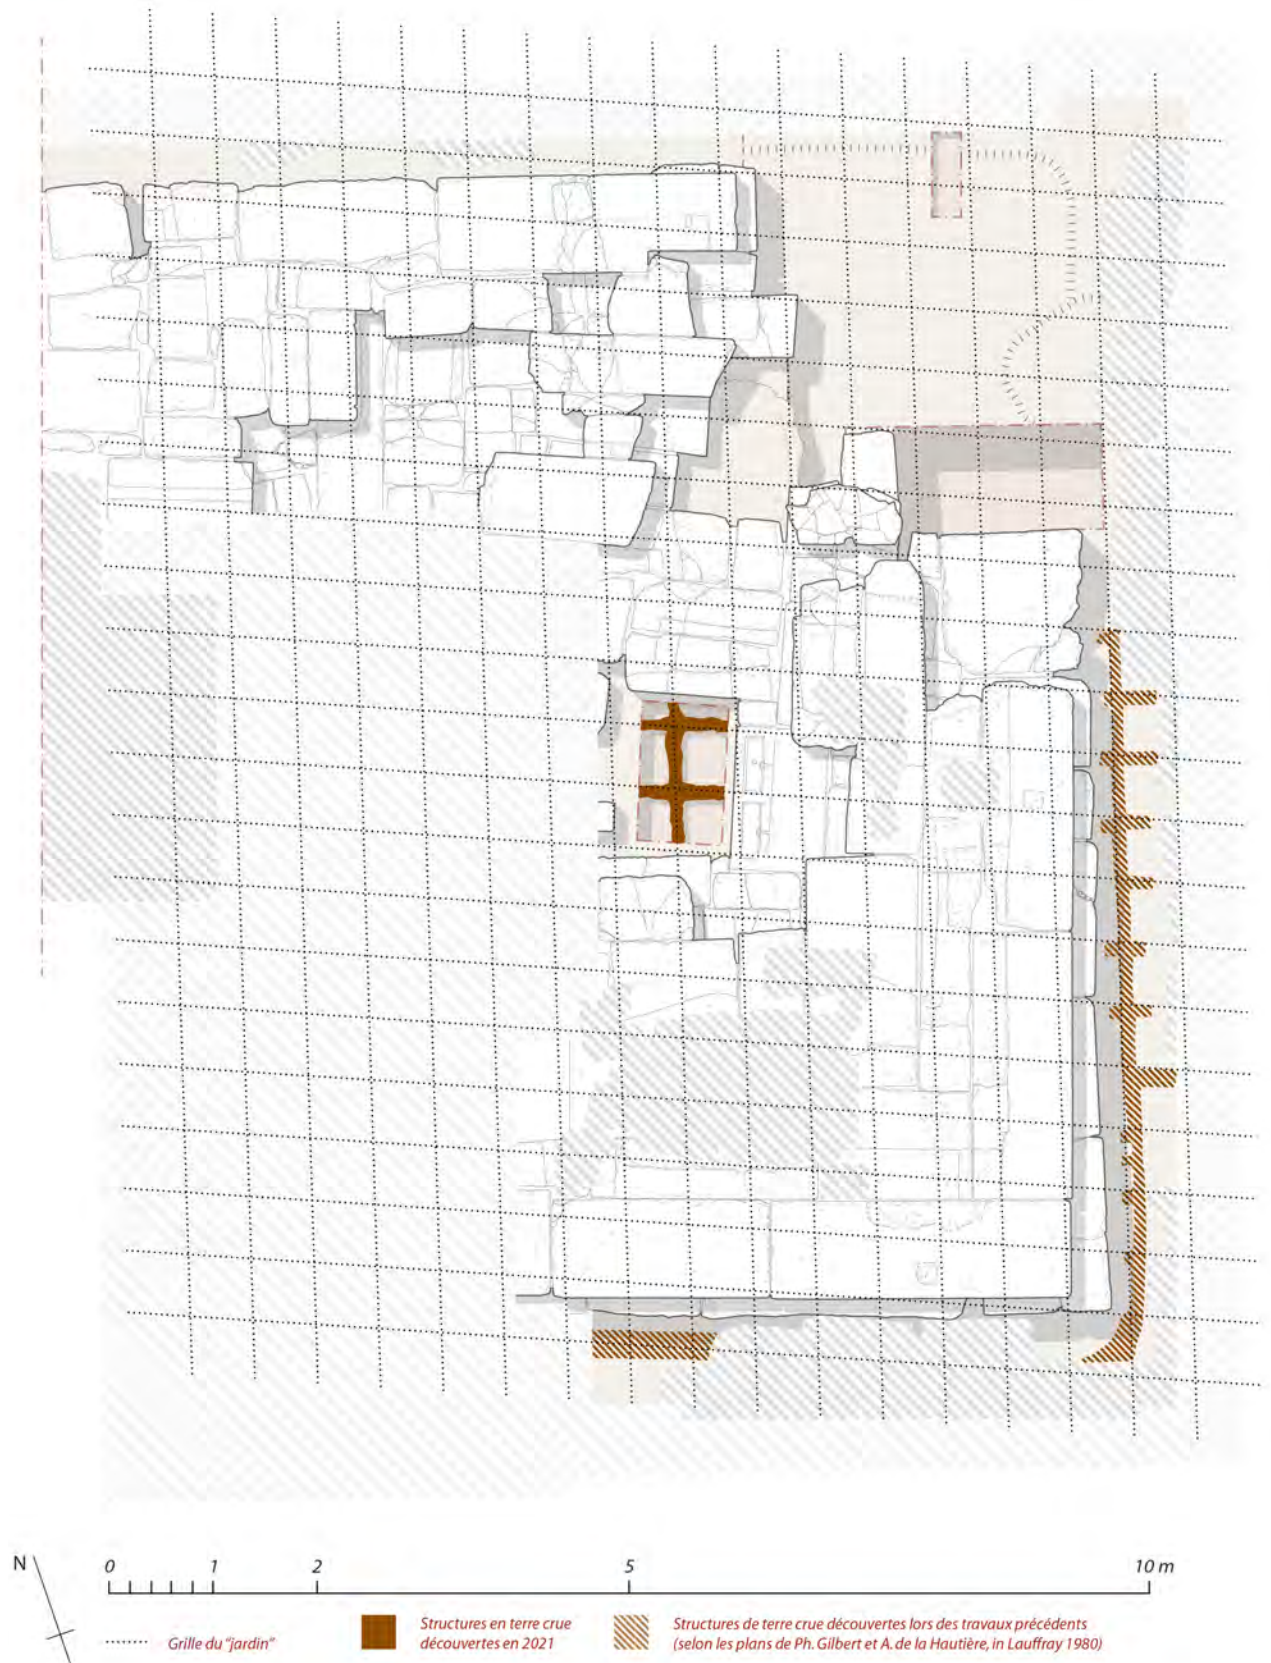 N
0 1 2 5 10 m
Grille du "jardin"
Structures en terre crue
découvertes en 2021
Structures de terre crue découvertes lors des travaux précédents
(selon les plans de Ph. Gilbert et A. de la Hautière, in Lauffray 1980)